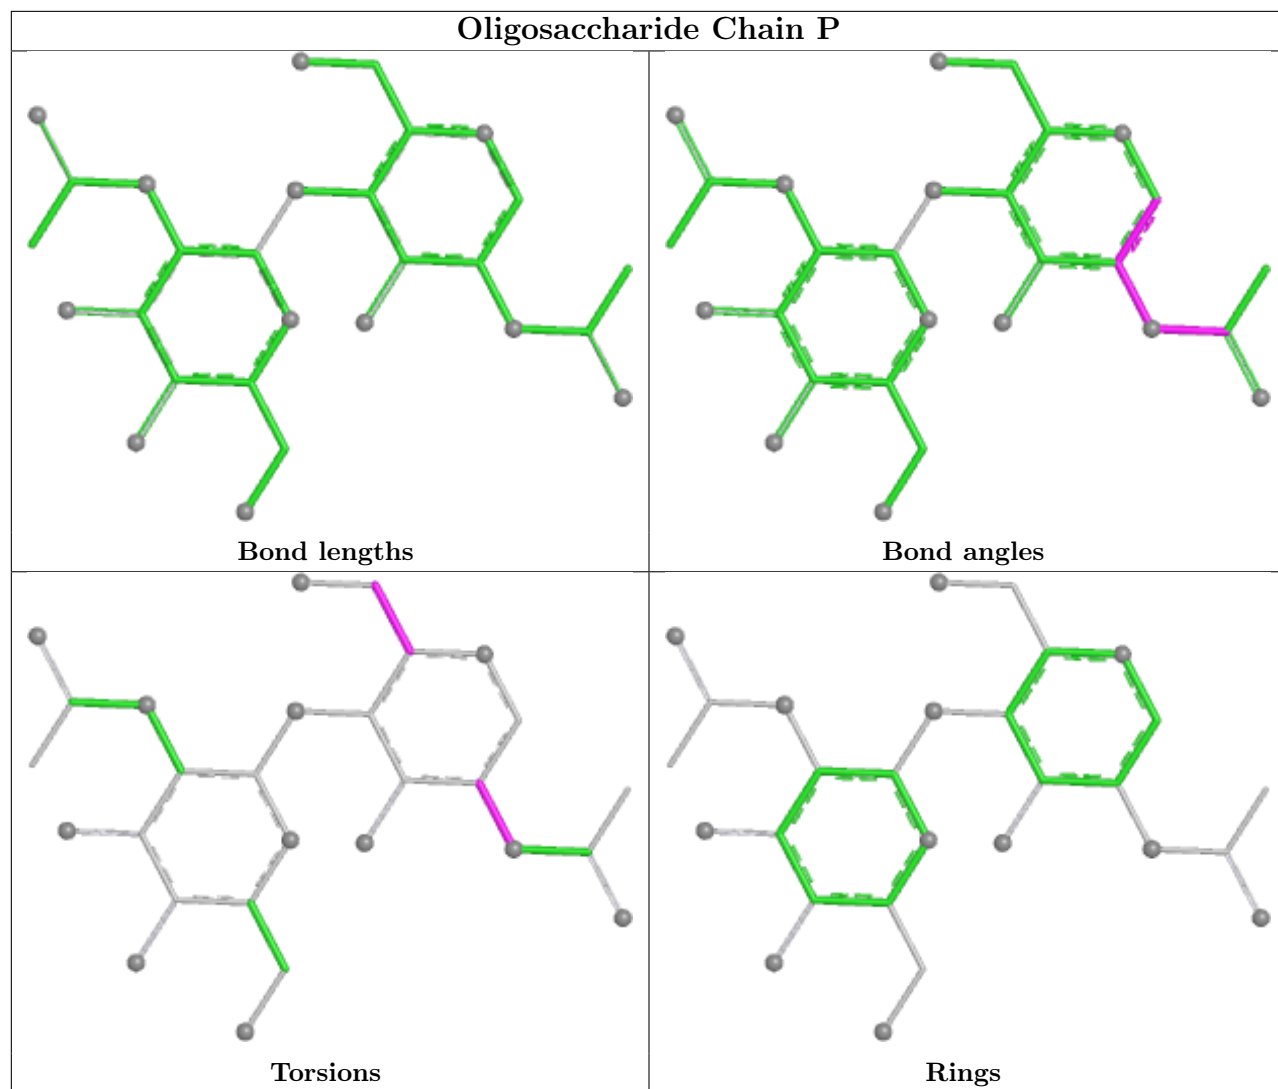 Oligosaccharide Chain P
Bond lengths
Bond angles
Torsions
Rings